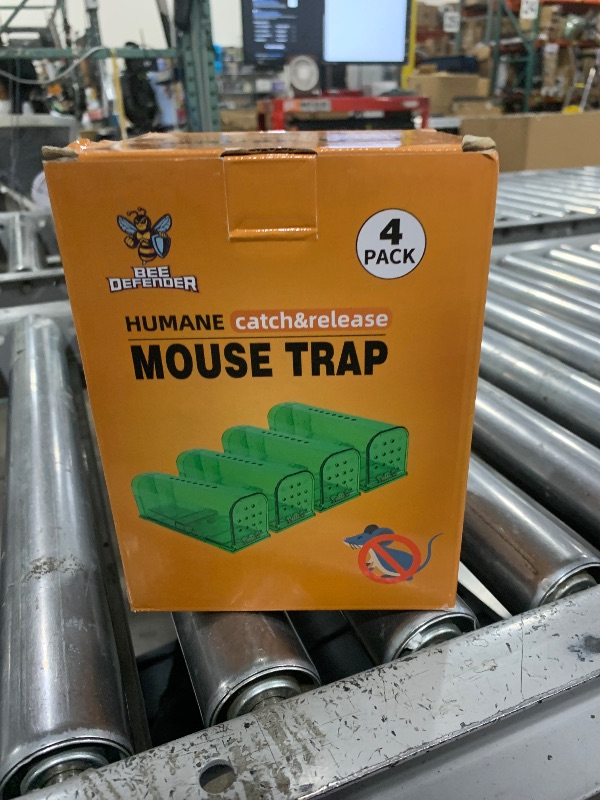 BEE
DEFENDER
4
PACK
HUMANE catch&release
MOUSE TRAP